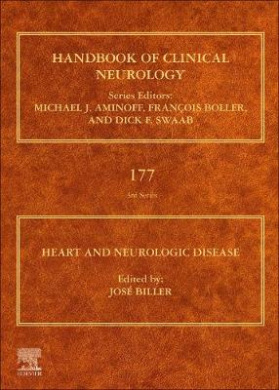 HANDBOOK OF CLINICAL
NEUROLOGY
Series Editors:
MICHAEL J. AMINOFF, FRANÇOIS BOLLER,
AND DICK F. SWAAB
177
3rd Series
HEART AND NEUROLOGIC DISEASE
Edited by:
JOSÉ BILLER
ELSEVIER